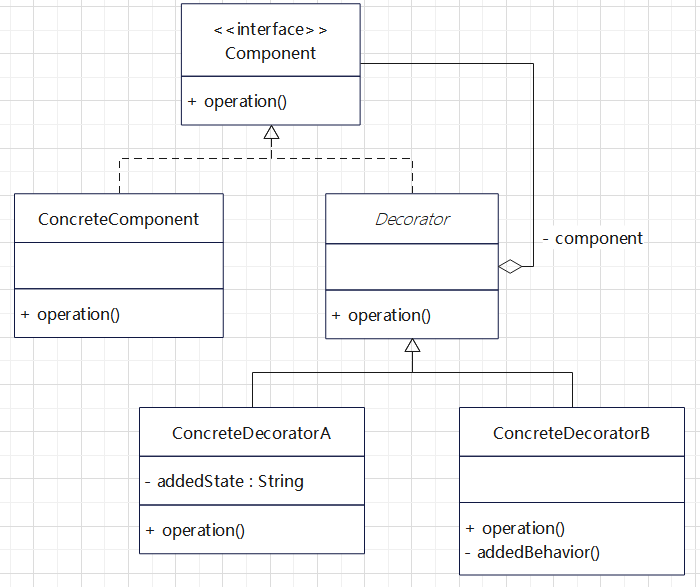 <<interface>>
Component
+ operation()
ConcreteComponent
+ operation()
Decorator
+ operation()
- component
ConcreteDecoratorA
- addedState : String
+ operation()
ConcreteDecoratorB
+ operation()
- addedBehavior()